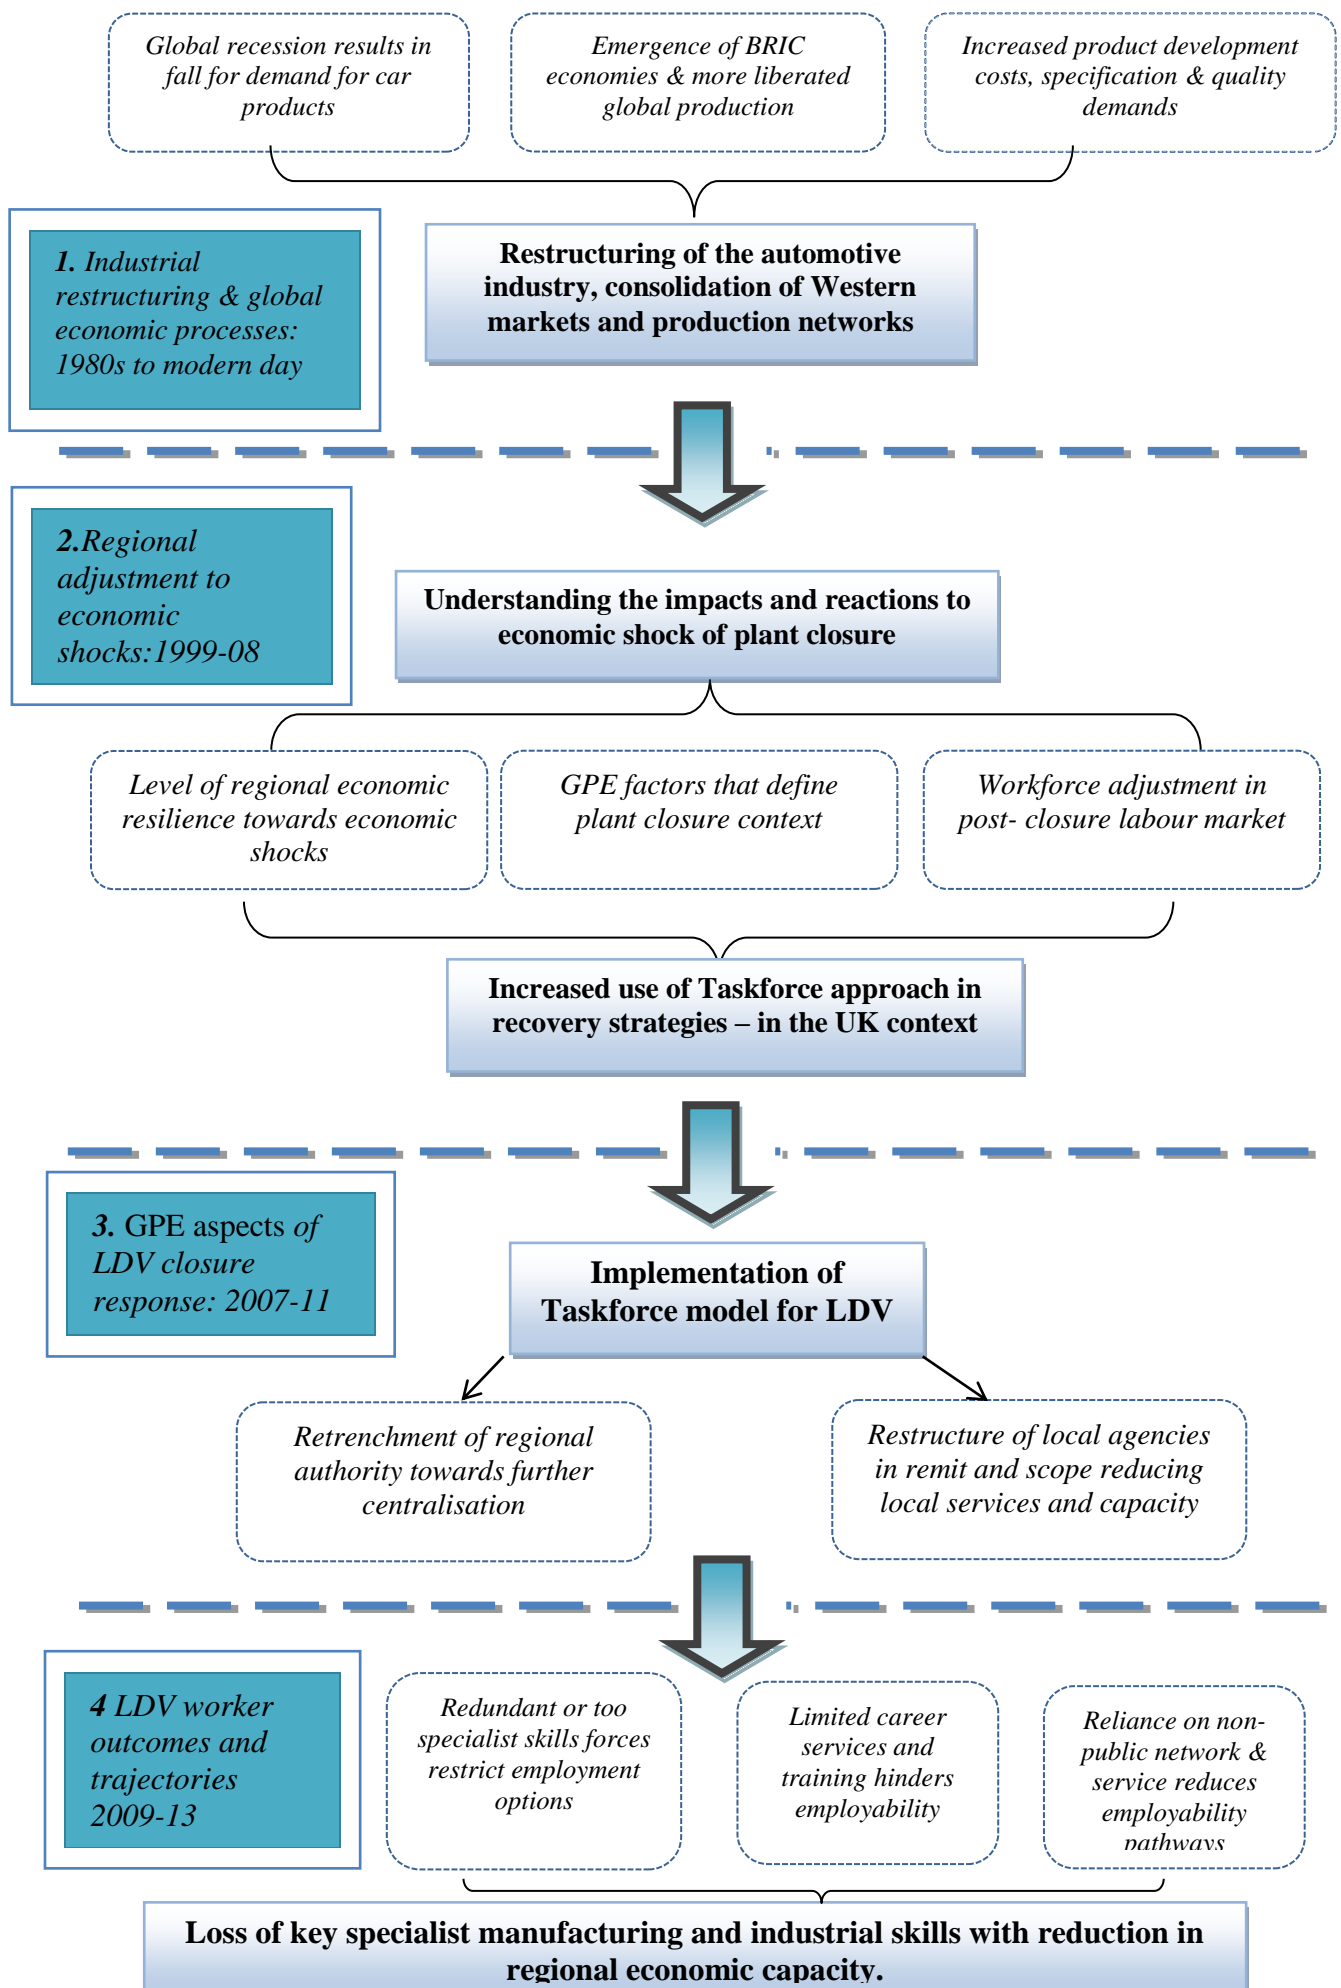 Global recession results in
fall for demand for car
products
Emergence of BRIC
economies & more liberated
global production
Increased product development
costs, specification & quality
demands
1. Industrial
restructuring & global
economic processes:
1980s to modern day
Restructuring of the automotive
industry, consolidation of Western
markets and production networks
2.Regional
adjustment to
economic
shocks:1999-08
Understanding the impacts and reactions to
economic shock of plant closure
Level of regional economic
resilience towards economic
shocks
GPE factors that define
plant closure context
Workforce adjustment in
post- closure labour market
Increased use of Taskforce approach in
recovery strategies – in the UK context
3. GPE aspects of
LDV closure
response: 2007-11
Implementation of
Taskforce model for LDV
Retrenchment of regional
authority towards further
centralisation
Restructure of local agencies
in remit and scope reducing
local services and capacity
4 LDV worker
outcomes and
trajectories
2009-13
Redundant or too
specialist skills forces
restrict employment
options
Limited career
services and
training hinders
employability
Reliance on non-
public network &
service reduces
employability
pathways
Loss of key specialist manufacturing and industrial skills with reduction in
regional economic capacity.